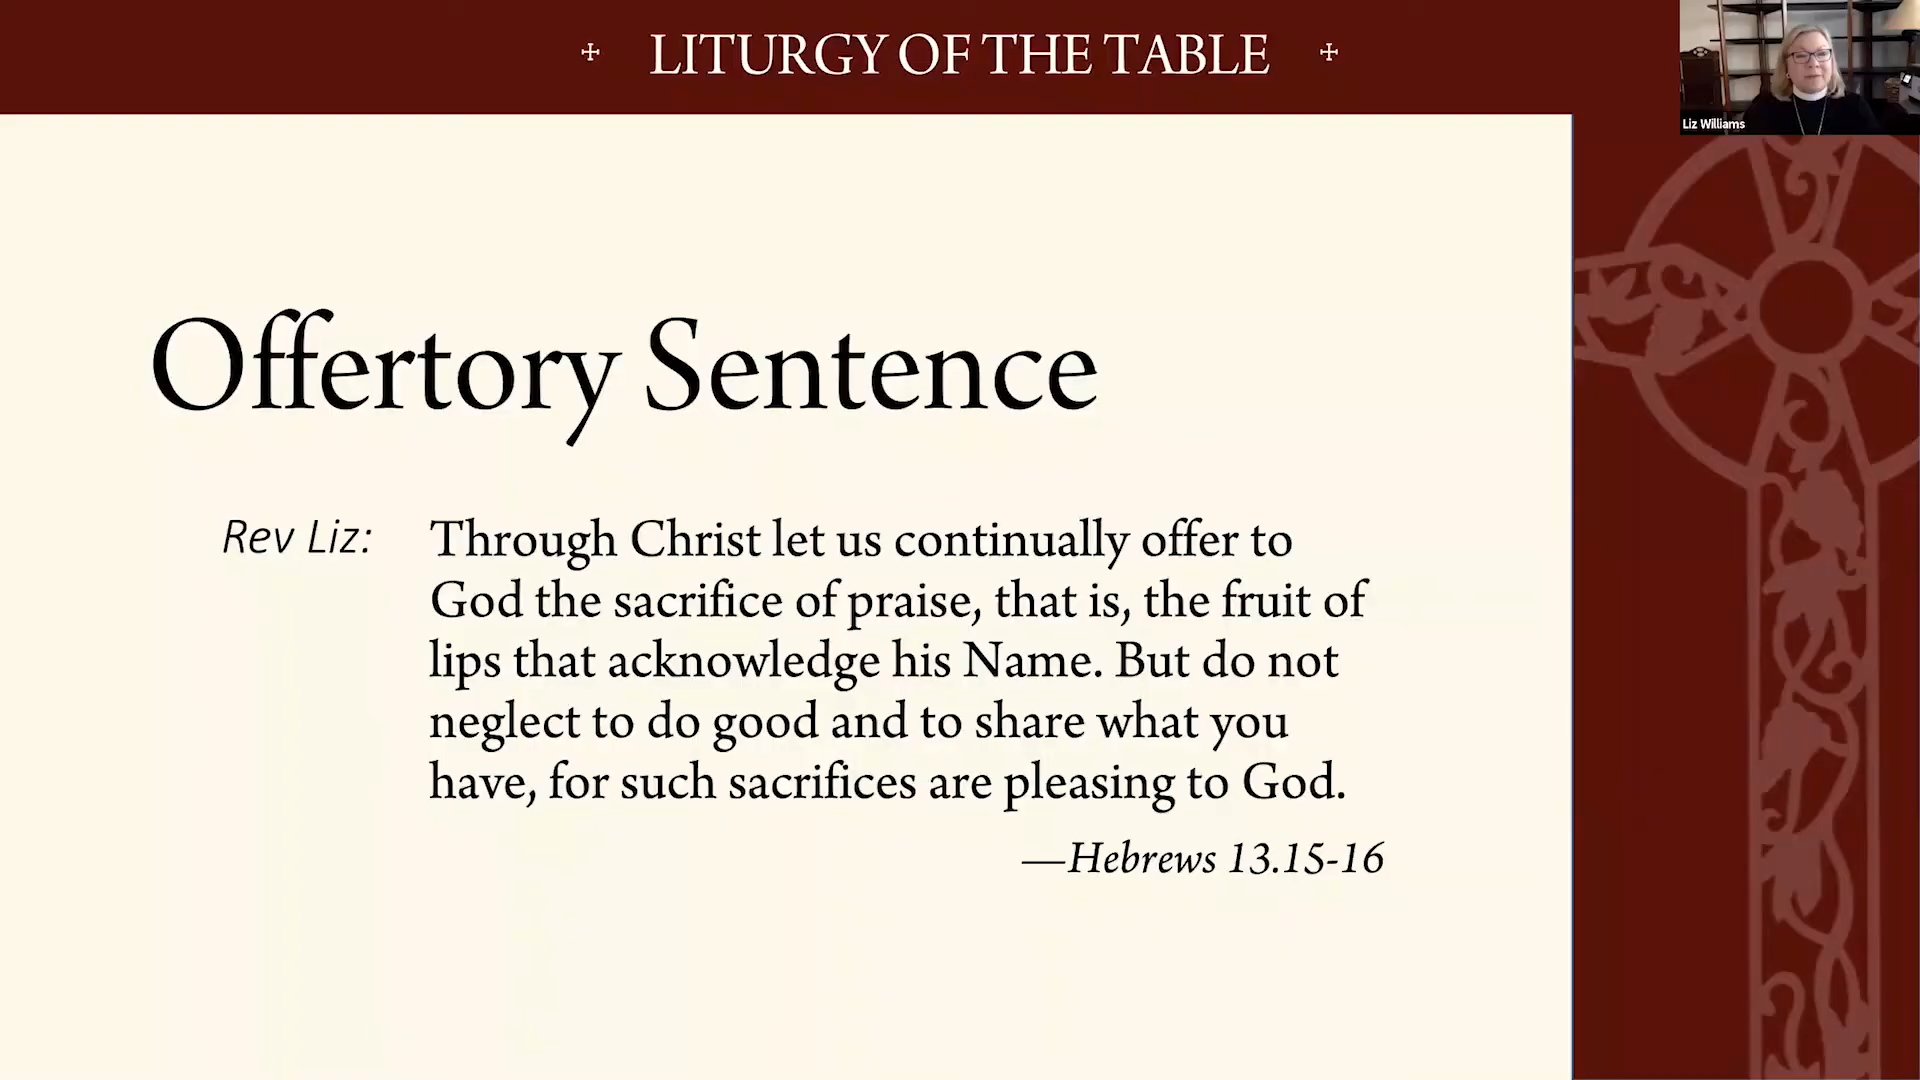 ☩ LITURGY OF THE TABLE ☩
Liz Williams
Offertory Sentence
Rev Liz: Through Christ let us continually offer to
God the sacrifice of praise, that is, the fruit of
lips that acknowledge his Name. But do not
neglect to do good and to share what you
have, for such sacrifices are pleasing to God.
—Hebrews 13.15-16